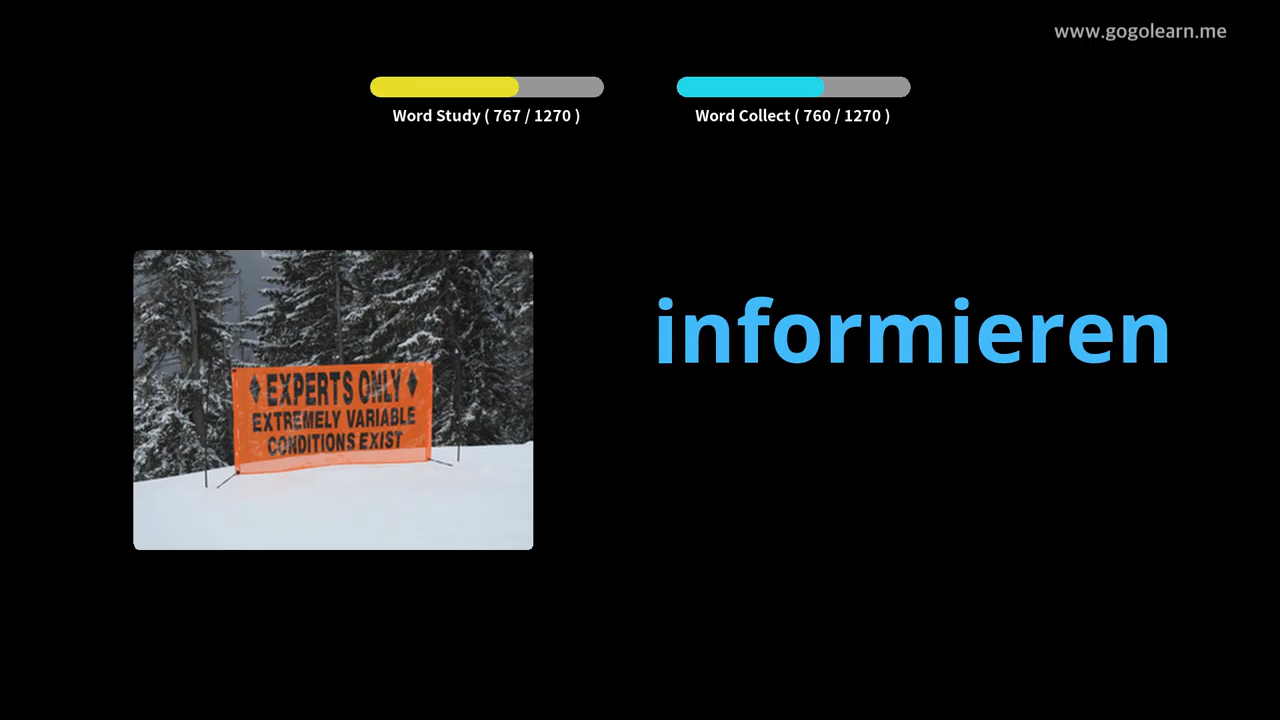 www.gogolearn.me
Word Study ( 767 / 1270 )
Word Collect ( 760 / 1270 )
EXPERTS ONLY
EXTREMELY VARIABLE
CONDITIONS EXIST
informieren